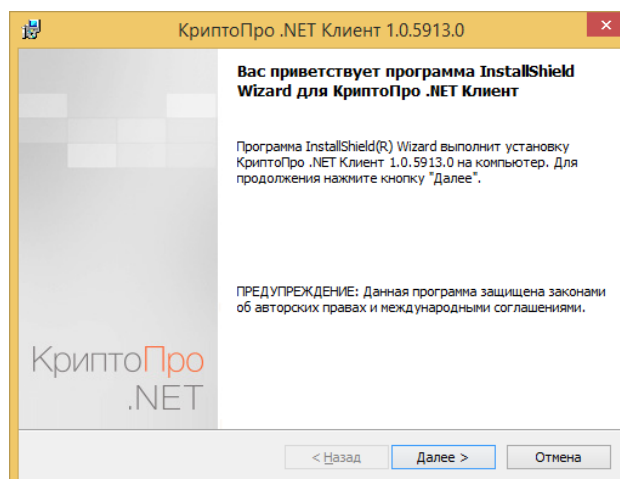 КриптоПро .NET Клиент 1.0.5913.0
Вас приветствует программа InstallShield
Wizard для КриптоПро .NET Клиент
Программа InstallShield(R) Wizard выполнит установку
КриптоПро .NET Клиент 1.0.5913.0 на компьютер. Для
продолжения нажмите кнопку "Далее".
ПРЕДУПРЕЖДЕНИЕ: Данная программа защищена законами
об авторских правах и международными соглашениями.
КриптоПро
.NET
< Назад
Далее >
Отмена